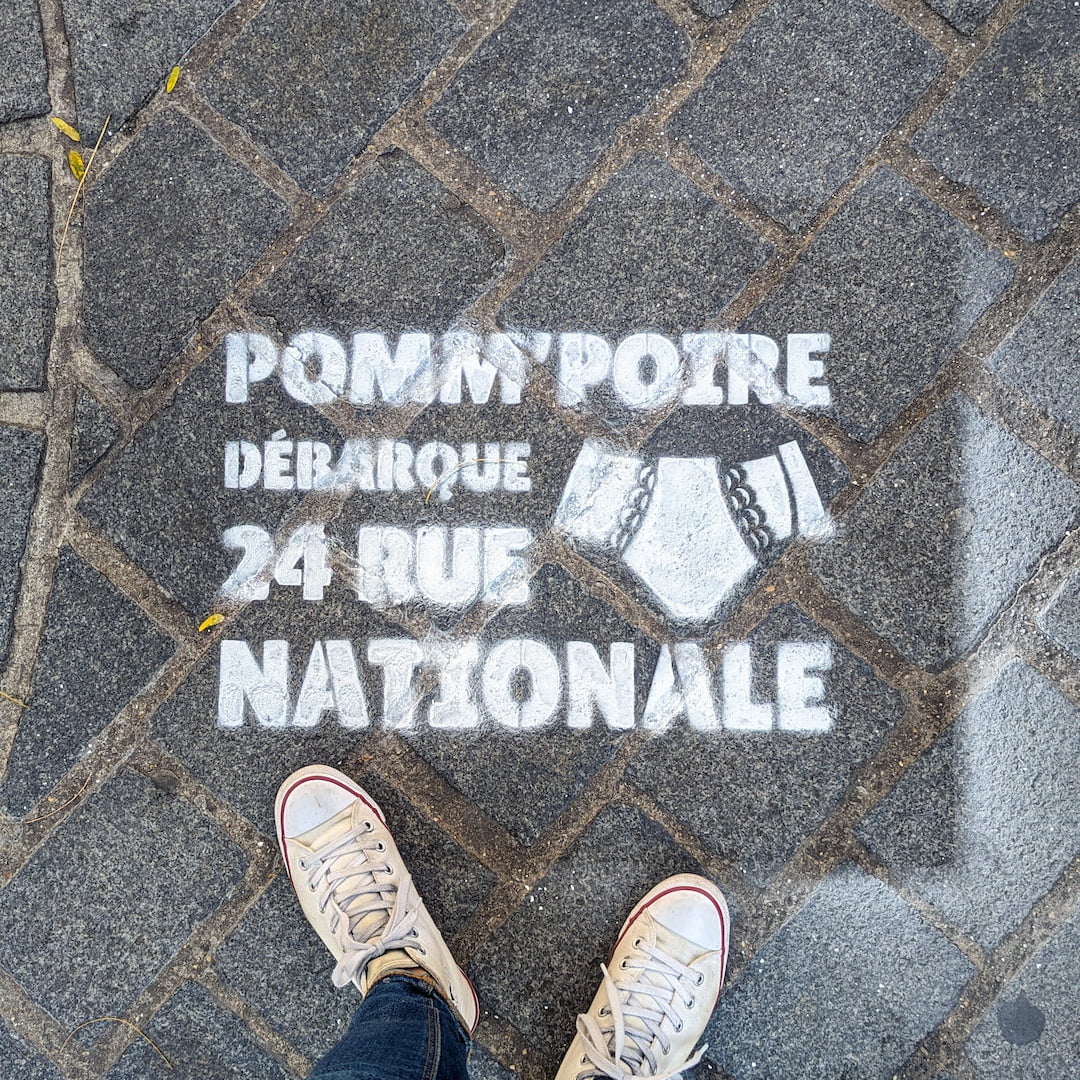 POMM'POIRE
DÉBARQUE
24 RUE
NATIONALE